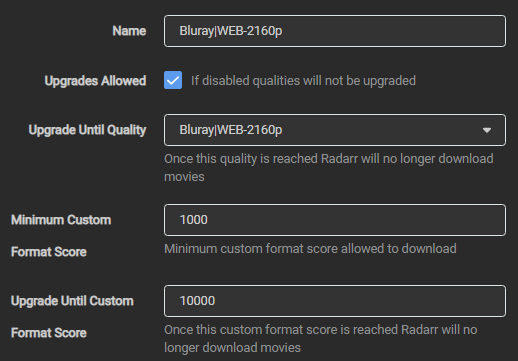 Name
Bluray|WEB-2160p
Upgrades Allowed
If disabled qualities will not be upgraded
Upgrade Until Quality
Bluray|WEB-2160p
Once this quality is reached Radarr will no longer download
movies
Minimum Custom
Format Score
1000
Minimum custom format score allowed to download
Upgrade Until Custom
Format Score
10000
Once this custom format score is reached Radarr will no
longer download movies